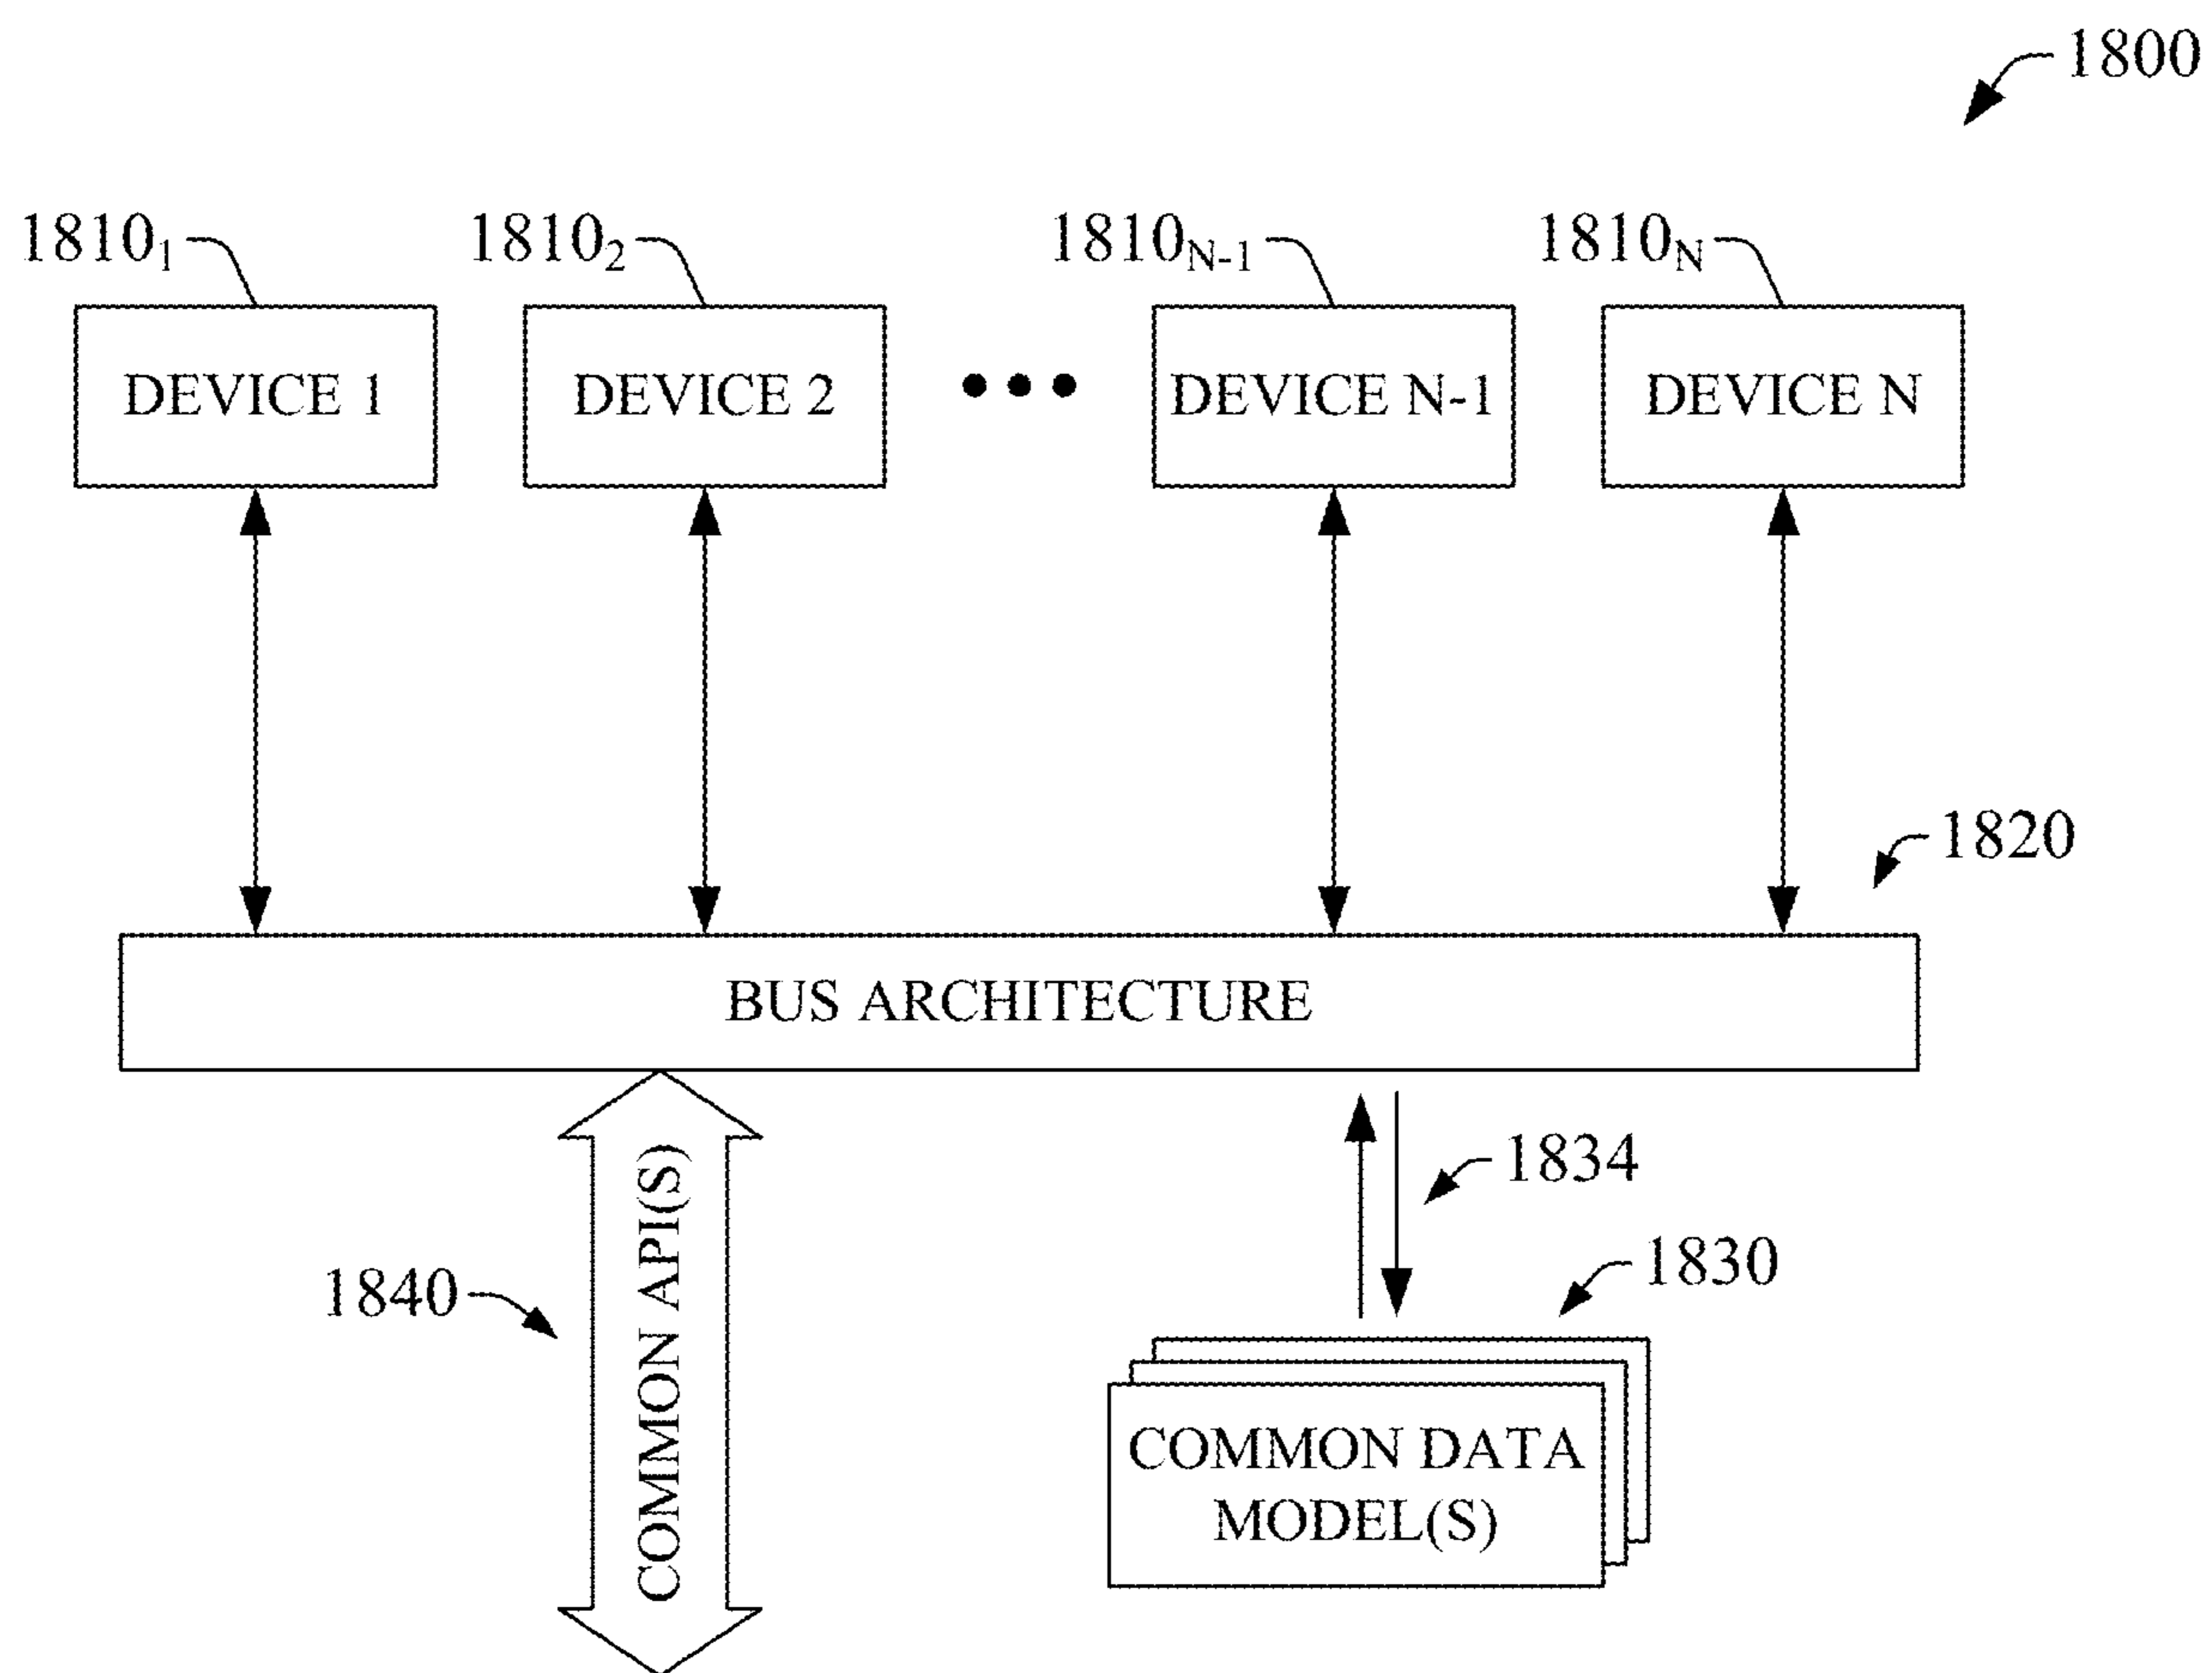 1800
1810₁
1810₂
1810N-1
1810N
DEVICE 1
DEVICE 2
DEVICE N-1
DEVICE N
1820
BUS ARCHITECTURE
1834
1830
1840
COMMON API(S)
COMMON DATA
MODEL(S)